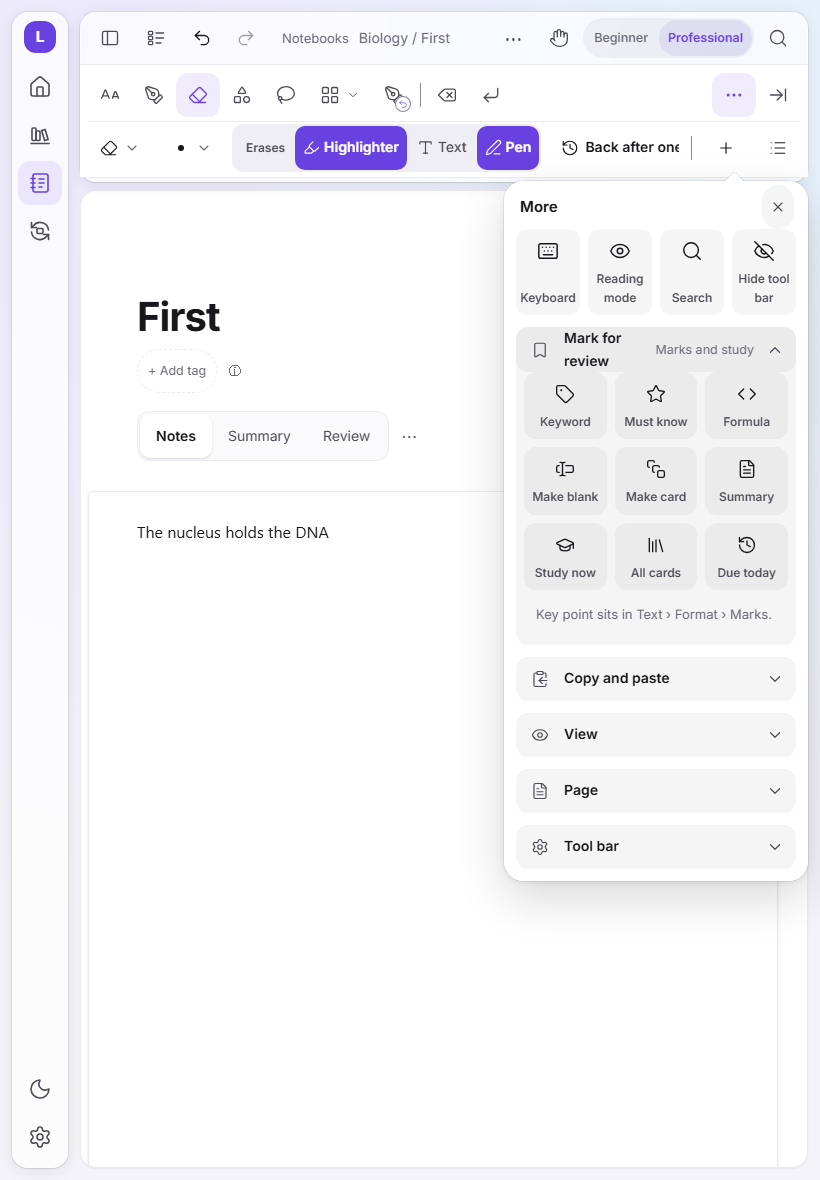 L
Notebooks Biology / First
Beginner Professional
AA
Erases Highlighter Text Pen Back after one
More
Keyboard
Reading mode
Search
Hide tool bar
First
+ Add tag
Mark for review
Marks and study
Keyword Must know Formula
Notes Summary Review
Make blank Make card Summary
The nucleus holds the DNA
Study now All cards Due today
Key point sits in Text › Format › Marks.
Copy and paste
View
Page
Tool bar